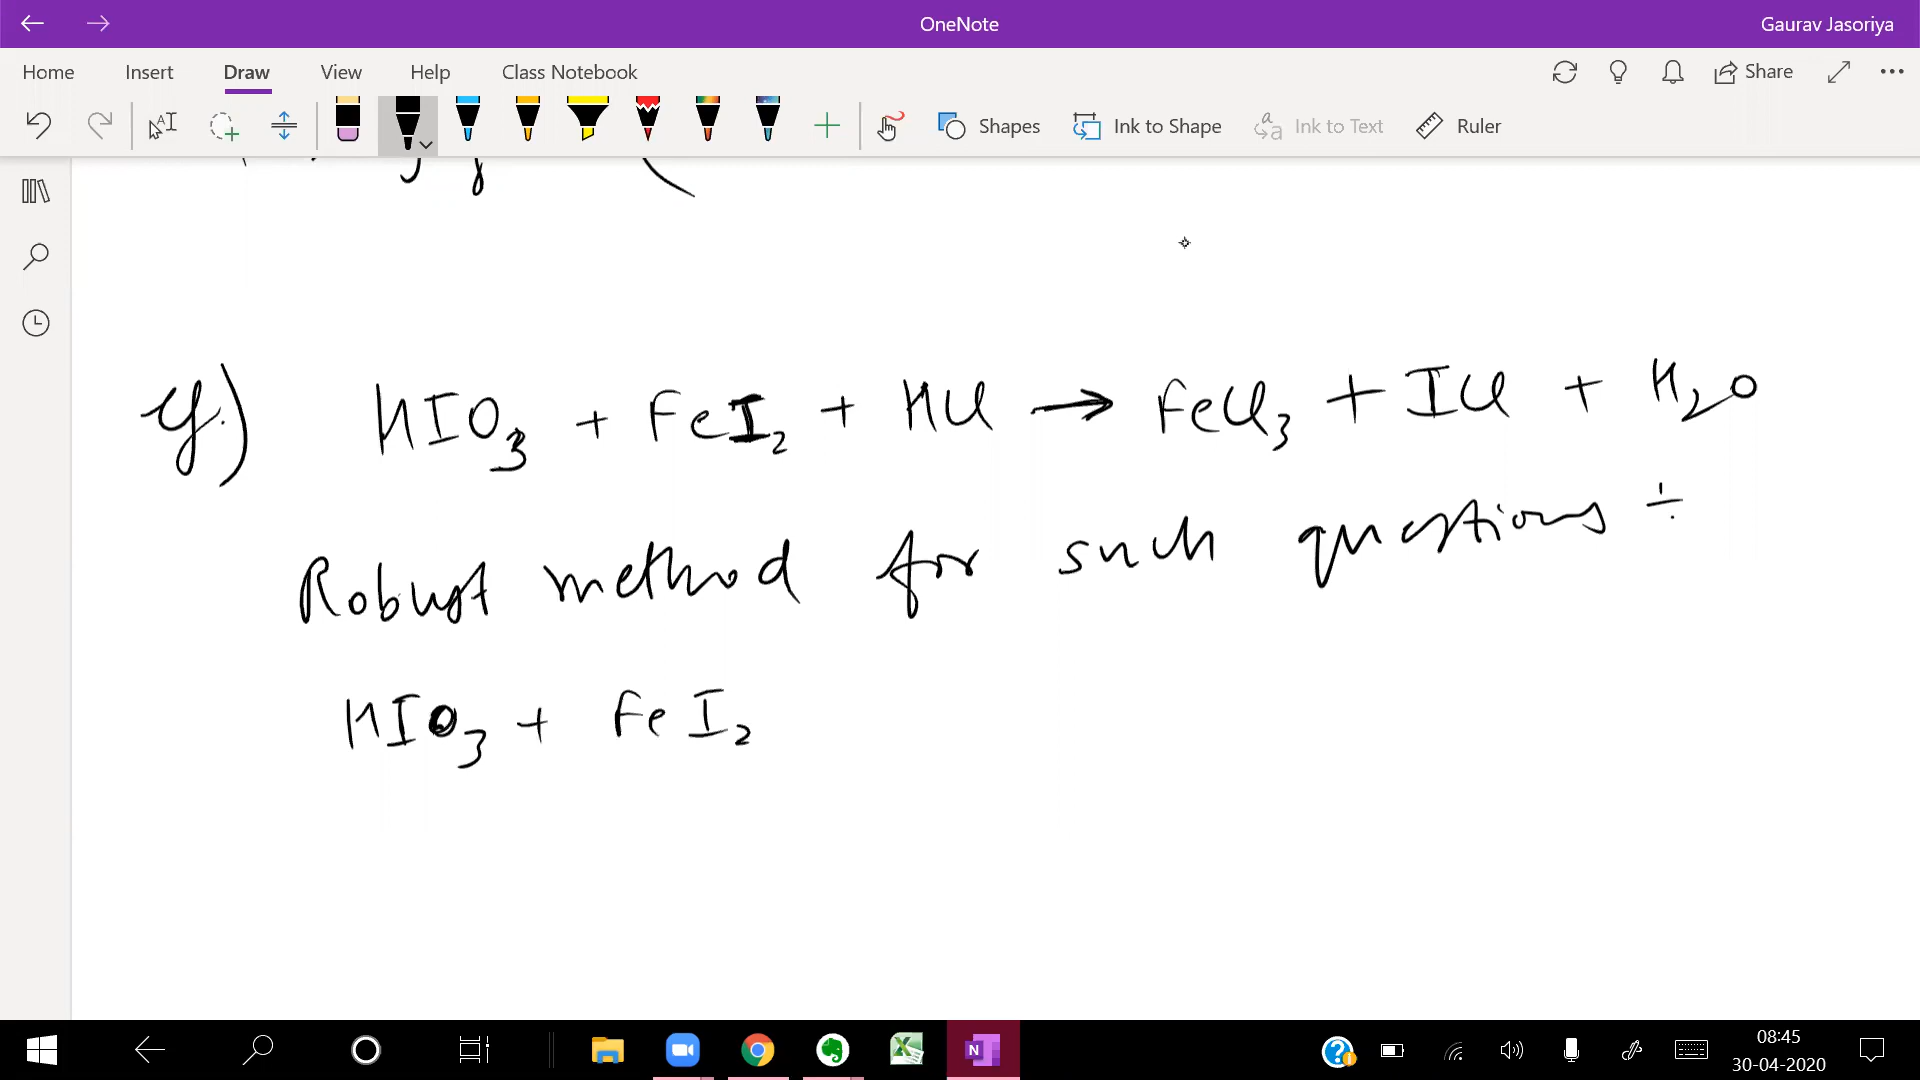 OneNote
Gaurav Jasoriya
Home Insert Draw View Help Class Notebook Share
Shapes Ink to Shape Ink to Text Ruler
eg.) HIO3 + FeI2 + HCl → FeCl3 + ICl + H2O
Robust method for such questions ÷
HIO3 + FeI2
08:45
30-04-2020